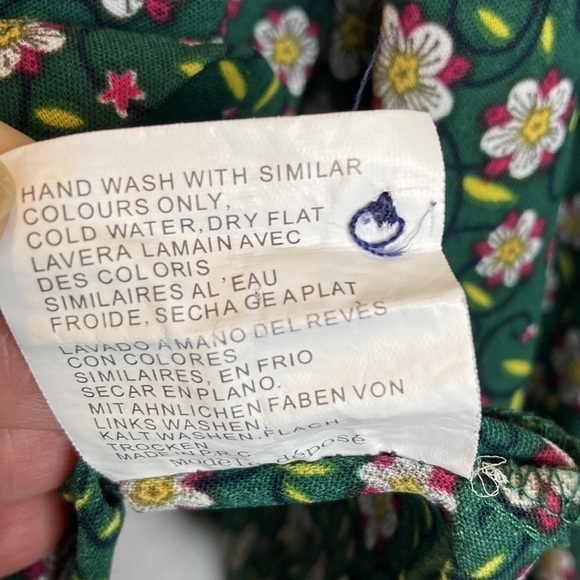 HAND WASH WITH SIMILAR
COLOURS ONLY,
COLD WATER,DRY FLAT
LAVERA LAMAIN AVEC
DES COLORIS
SIMILAIRES AL'EAU
FROIDE, SECHA GE A PLAT
LAVADO A MANO DEL REVÈS
CON COLORES
SIMILAIRES, EN FRIO
SECAR EN PLANO.
MIT AHNLICHEN FABEN VON
LINKS WASHEN,
KALT WASHEN.FLACH
TROCKEN
MADE IN P.R.C
Modele déposé